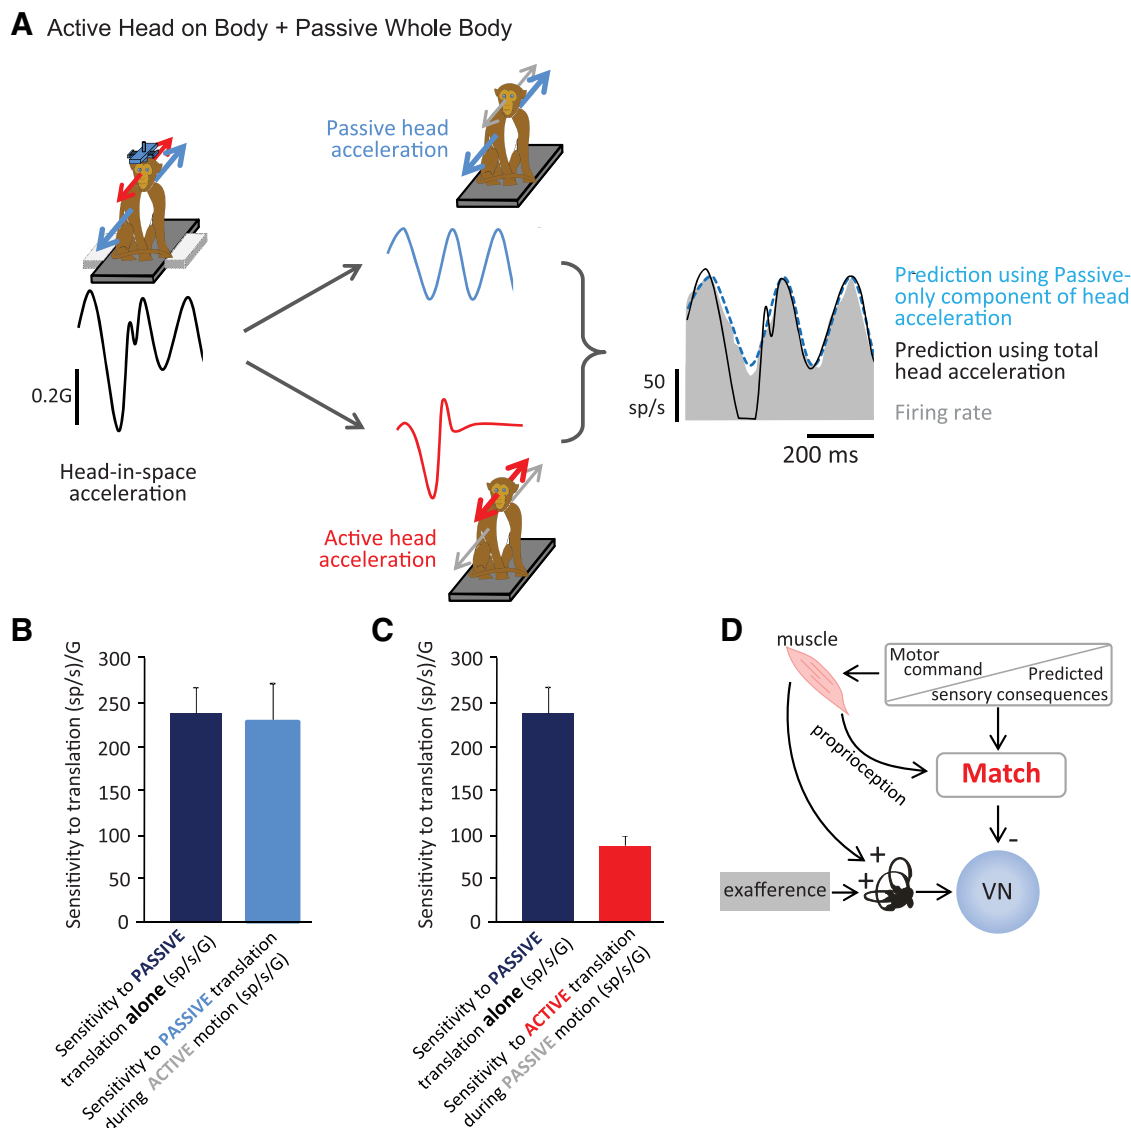 A Active Head on Body + Passive Whole Body
Passive head
acceleration
0.2G
Head-in-space
acceleration
Active head
acceleration
50
sp/s
200 ms
Prediction using Passive-
only component of head
acceleration
Prediction using total
head acceleration
Firing rate
B
Sensitivity to translation (sp/s)/G
300
250
200
150
100
50
0
Sensitivity to PASSIVE
translation alone (sp/s/G)
Sensitivity to PASSIVE translation
during ACTIVE motion (sp/s/G)
C
Sensitivity to translation (sp/s)/G
300
250
200
150
100
50
0
Sensitivity to PASSIVE
translation alone (sp/s/G)
Sensitivity to ACTIVE translation
during PASSIVE motion (sp/s/G)
D
muscle
Motor
command
Predicted
sensory consequences
proprioception
Match
-
+
+
exafference
VN